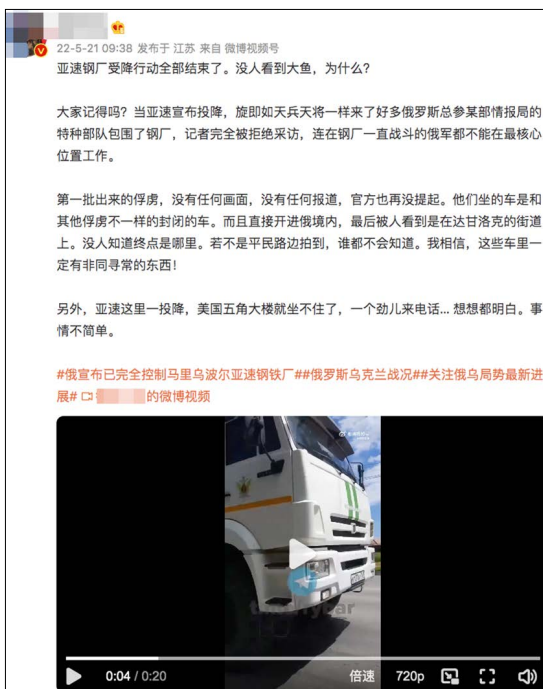 22-5-21 09:38 发布于 江苏 来自 微博视频号
亚速钢厂受降行动全部结束了。没人看到大鱼，为什么？
大家记得吗？当亚速宣布投降，旋即如天兵天将一样来了好多俄罗斯总参某部情报局的
特种部队包围了钢厂，记者完全被拒绝采访，连在钢厂一直战斗的俄军都不能在最核心
位置工作。
第一批出来的俘虏，没有任何画面，没有任何报道，官方也再没提起。他们坐的车是和
其他俘虏不一样的封闭的车。而且直接开进俄境内，最后被人看到是在达甘洛克的街道
上。没人知道终点是哪里。若不是平民路边拍到，谁都不会知道。我相信，这些车里一
定有非同寻常的东西！
另外，亚速这里一投降，美国五角大楼就坐不住了，一个劲儿来电话... 想想都明白。事
情不简单。
#俄宣布已完全控制马里乌波尔亚速钢铁厂##俄罗斯乌克兰战况##关注俄乌局势最新进
展# 的微博视频
0:04 / 0:20 倍速 720p